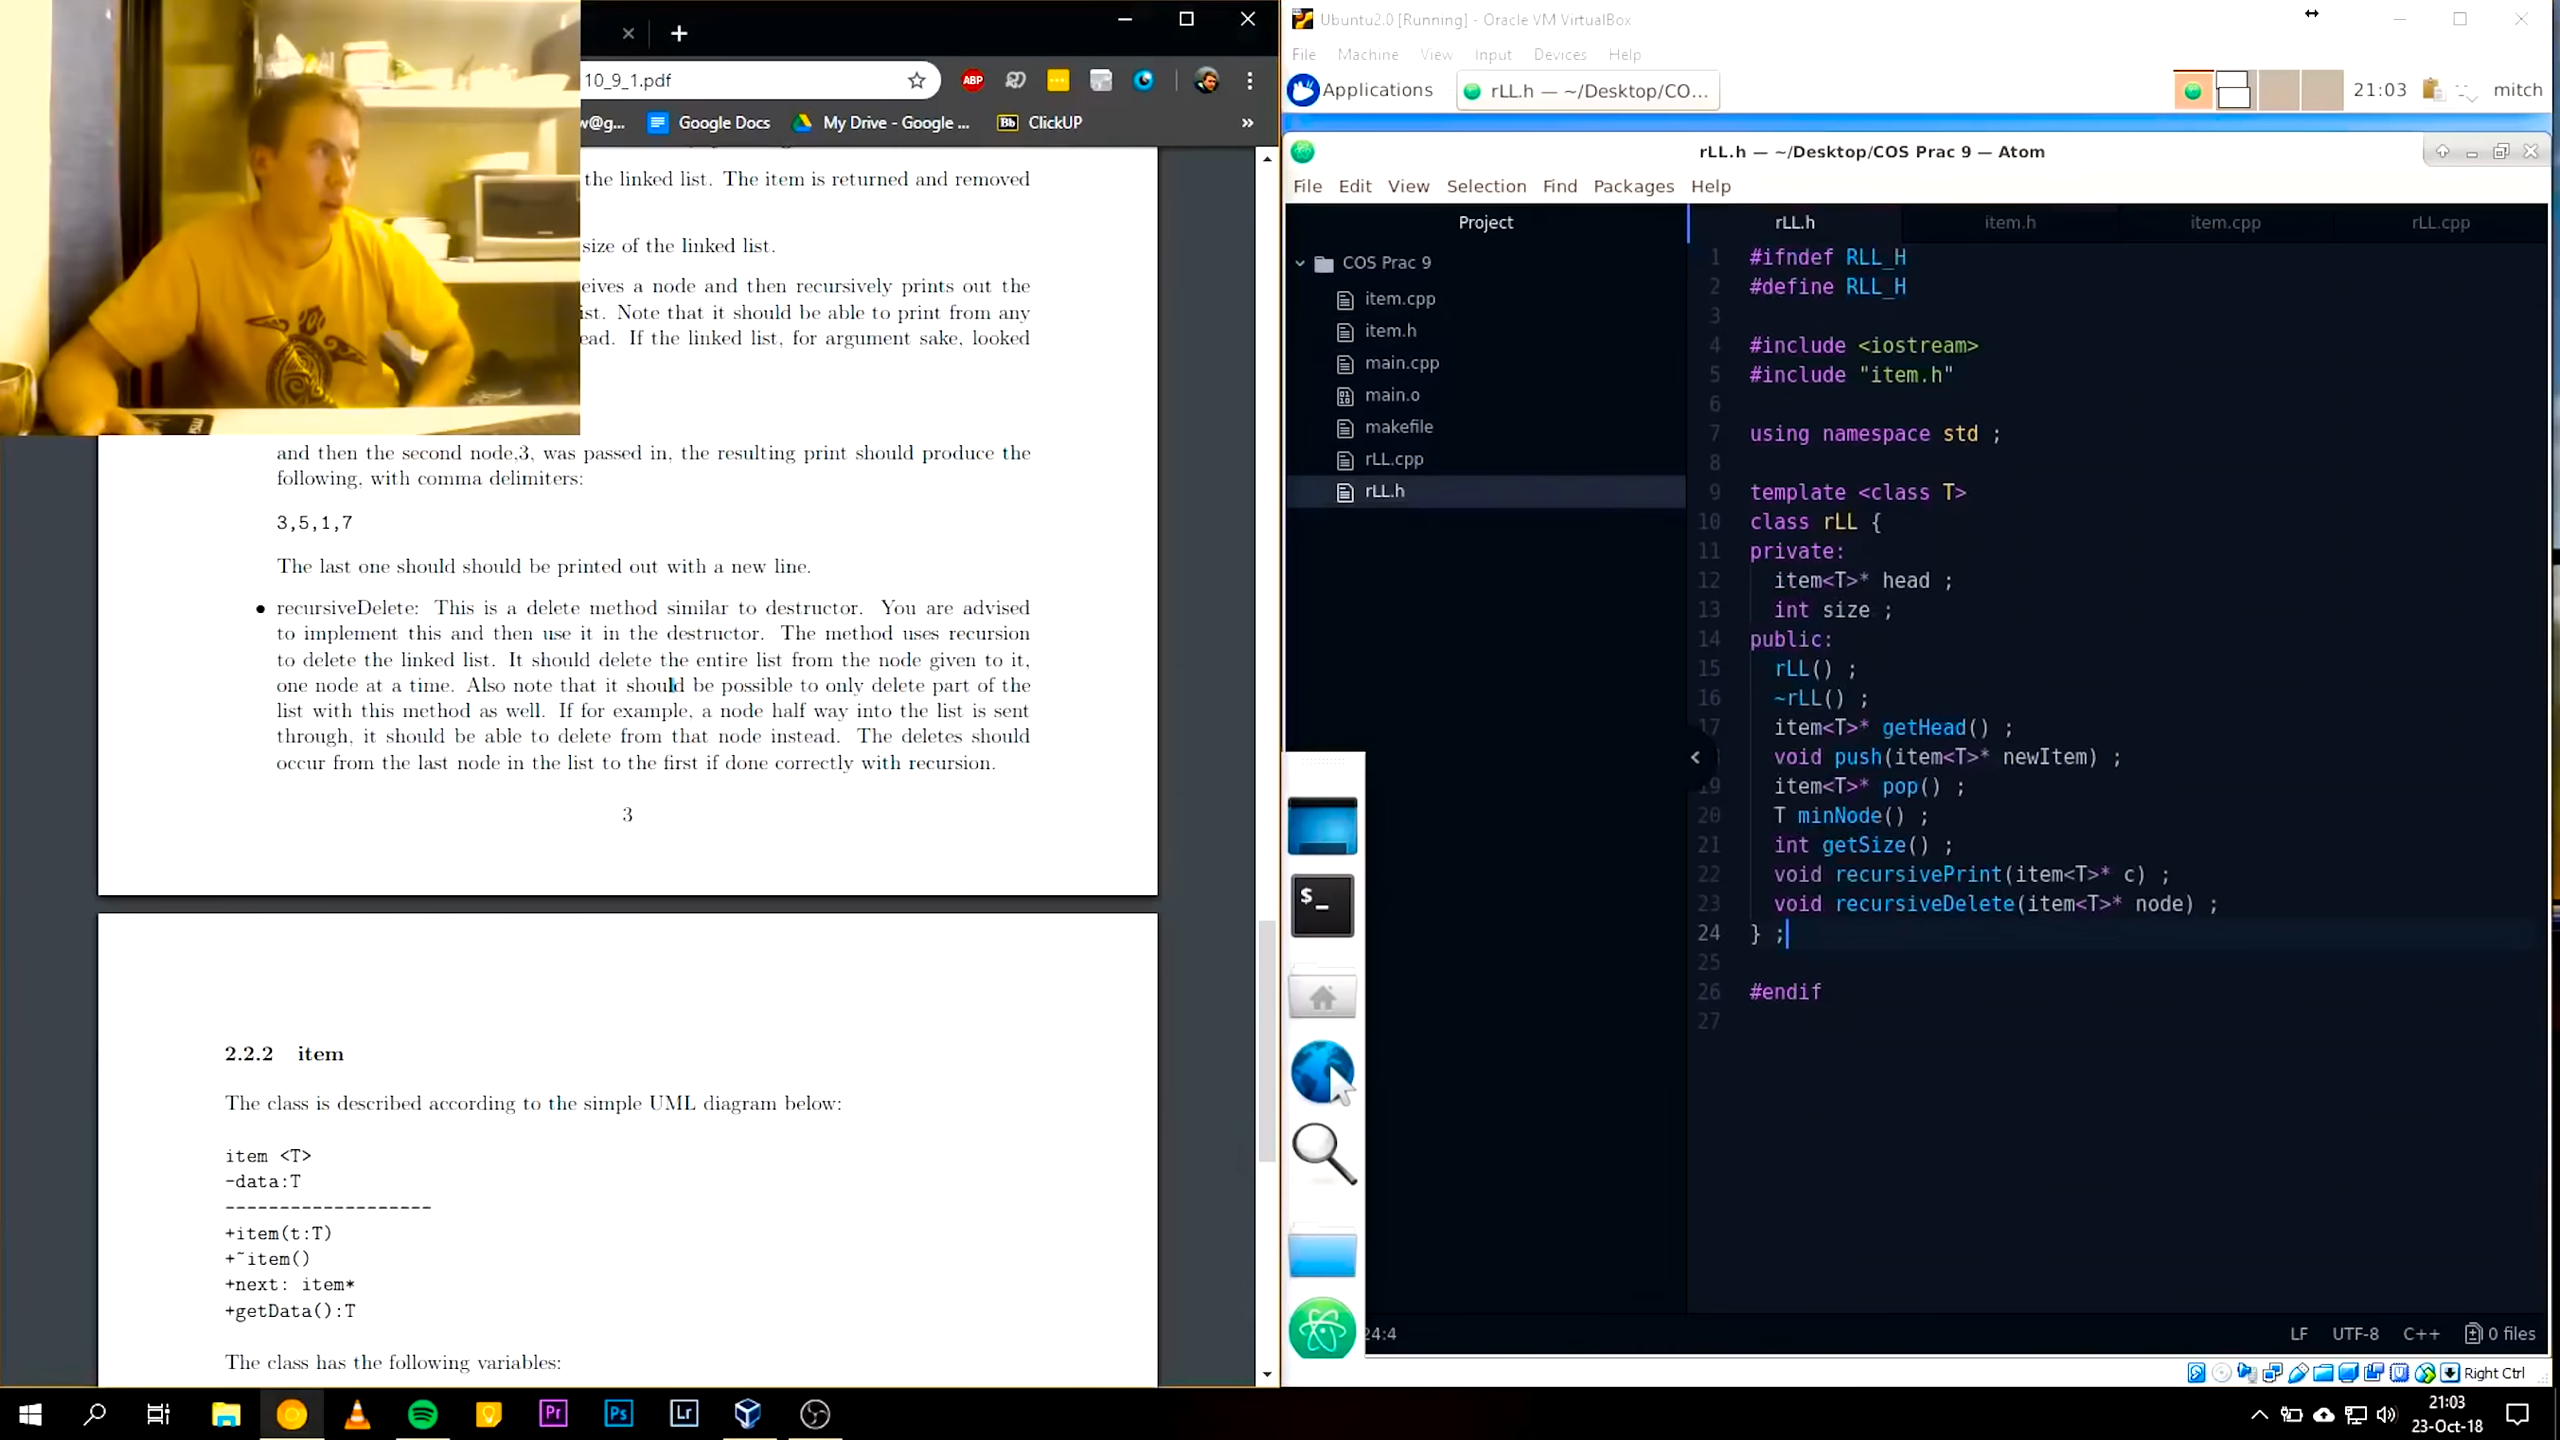 10_9_1.pdf
ABP
w@g...
Google Docs
My Drive - Google ...
Bb
ClickUP
»
the linked list. The item is returned and removed
size of the linked list.
eives a node and then recursively prints out the
ist. Note that it should be able to print from any
ead. If the linked list, for argument sake, looked
and then the second node,3, was passed in, the resulting print should produce the
following, with comma delimiters:
3,5,1,7
The last one should should be printed out with a new line.
• recursiveDelete: This is a delete method similar to destructor. You are advised
to implement this and then use it in the destructor. The method uses recursion
to delete the linked list. It should delete the entire list from the node given to it,
one node at a time. Also note that it should be possible to only delete part of the
list with this method as well. If for example, a node half way into the list is sent
through, it should be able to delete from that node instead. The deletes should
occur from the last node in the list to the first if done correctly with recursion.
3
2.2.2 item
The class is described according to the simple UML diagram below:
item <T>
-data:T
-------------------
+item(t:T)
+~item()
+next: item*
+getData():T
The class has the following variables:
Ubuntu2.0 [Running] - Oracle VM VirtualBox
File Machine View Input Devices Help
Applications
rLL.h — ~/Desktop/CO...
21:03
mitch
rLL.h — ~/Desktop/COS Prac 9 — Atom
File Edit View Selection Find Packages Help
Project
COS Prac 9
item.cpp
item.h
main.cpp
main.o
makefile
rLL.cpp
rLL.h
rLL.h item.h item.cpp rLL.cpp
1 #ifndef RLL_H
2 #define RLL_H
3
4 #include <iostream>
5 #include "item.h"
6
7 using namespace std ;
8
9 template <class T>
10 class rLL {
11 private:
12 item<T>* head ;
13 int size ;
14 public:
15 rLL() ;
16 ~rLL() ;
17 item<T>* getHead() ;
void push(item<T>* newItem) ;
19 item<T>* pop() ;
20 T minNode() ;
21 int getSize() ;
22 void recursivePrint(item<T>* c) ;
23 void recursiveDelete(item<T>* node) ;
24 } ;
25
26 #endif
27
$_
24:4
LF UTF-8 C++ 0 files
Right Ctrl
Pr
Ps
Lr
21:03
23-Oct-18